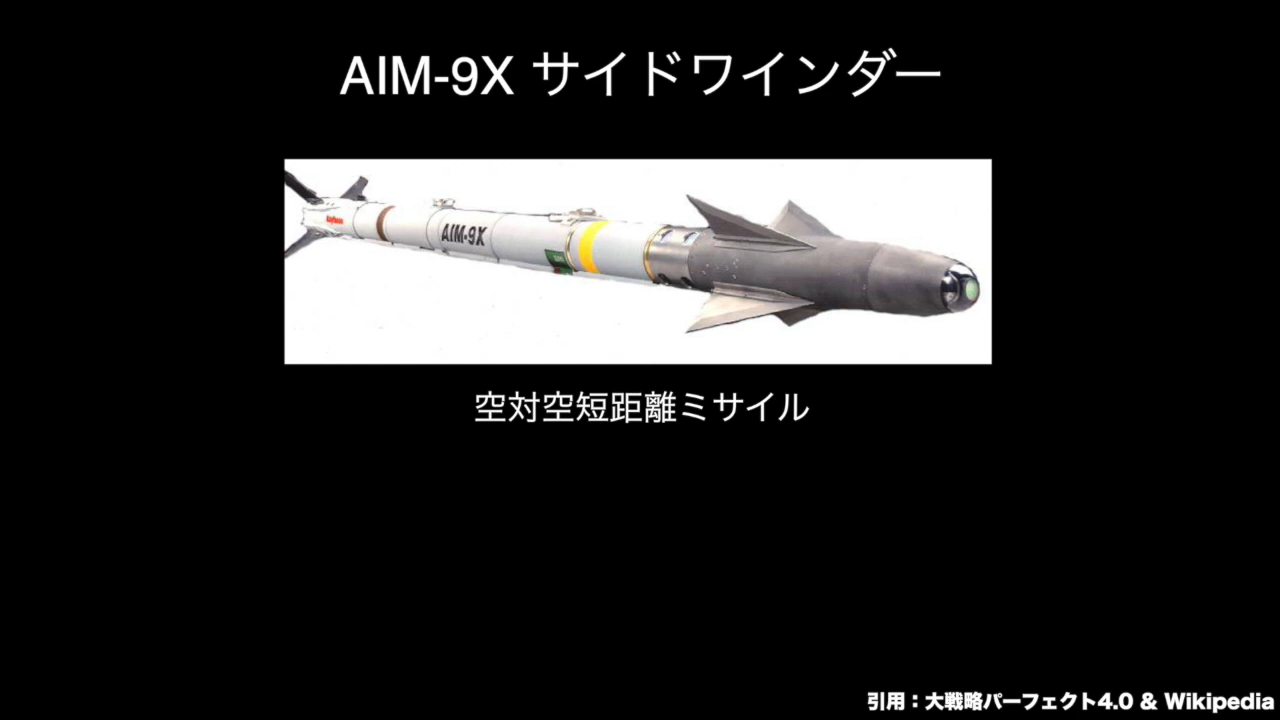 AIM-9X サイドワインダー
Raytheon
AIM-9X
空対空短距離ミサイル
引用：大戦略パーフェクト4.0 & Wikipedia